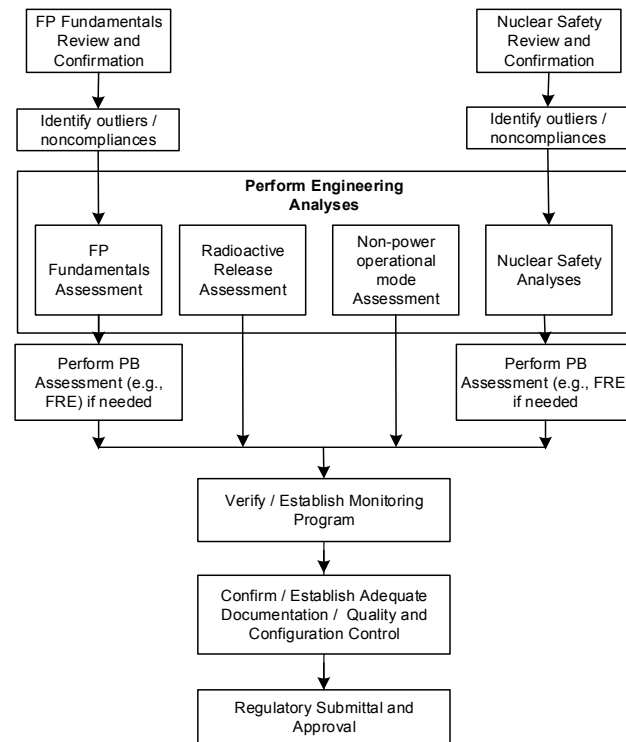 FP Fundamentals
Review and
Confirmation
Nuclear Safety
Review and
Confirmation
Identify outliers /
noncompliances
Identify outliers /
noncompliances
Perform Engineering
Analyses
FP
Fundamentals
Assessment
Radioactive
Release
Assessment
Non-power
operational
mode
Assessment
Nuclear Safety
Analyses
Perform PB
Assessment (e.g.,
FRE) if needed
Perform PB
Assessment (e.g., FRE)
if needed
Verify / Establish Monitoring
Program
Confirm / Establish Adequate
Documentation / Quality and
Configuration Control
Regulatory Submittal and
Approval